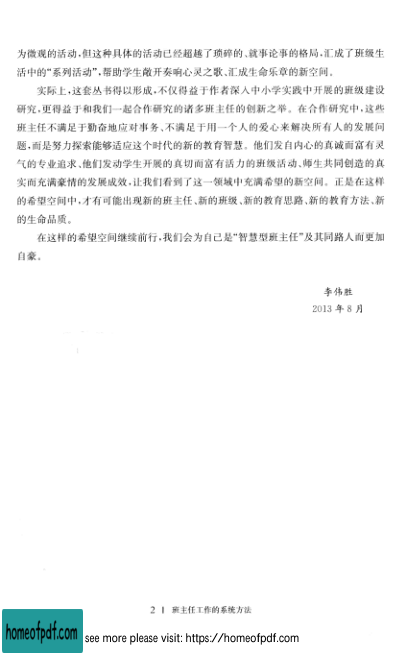 为微观的活动,但这种具体的活动已经超越了琐碎的、就事论事的格局,汇成了班级生
活中的“系列活动”,帮助学生敞开奏响心灵之歌、汇成生命乐章的新空间。
实际上,这套丛书得以形成,不仅得益于作者深入中小学实践中开展的班级建设
研究,更得益于和我们一起合作研究的诸多班主任的创新之举。在合作研究中,这些
班主任不满足于勤奋地应对事务、不满足于用一个人的爱心来解决所有人的发展问
题,而是努力探索能够适应这个时代的新的教育智慧。他们发自内心的真诚而富有灵
气的专业追求、他们发动学生开展的真切而富有活力的班级活动、师生共同创造的真
实而充满豪情的发展成效,让我们看到了这一领域中充满希望的新空间。正是在这样
的希望空间中,才有可能出现新的班主任、新的班级、新的教育思路、新的教育方法、新
的生命品质。
在这样的希望空间继续前行,我们会为自己是“智慧型班主任”及其同路人而更加
自豪。
李伟胜
2013 年 8 月
2 | 班主任工作的系统方法
homeofpdf.com see more please visit: https://homeofpdf.com